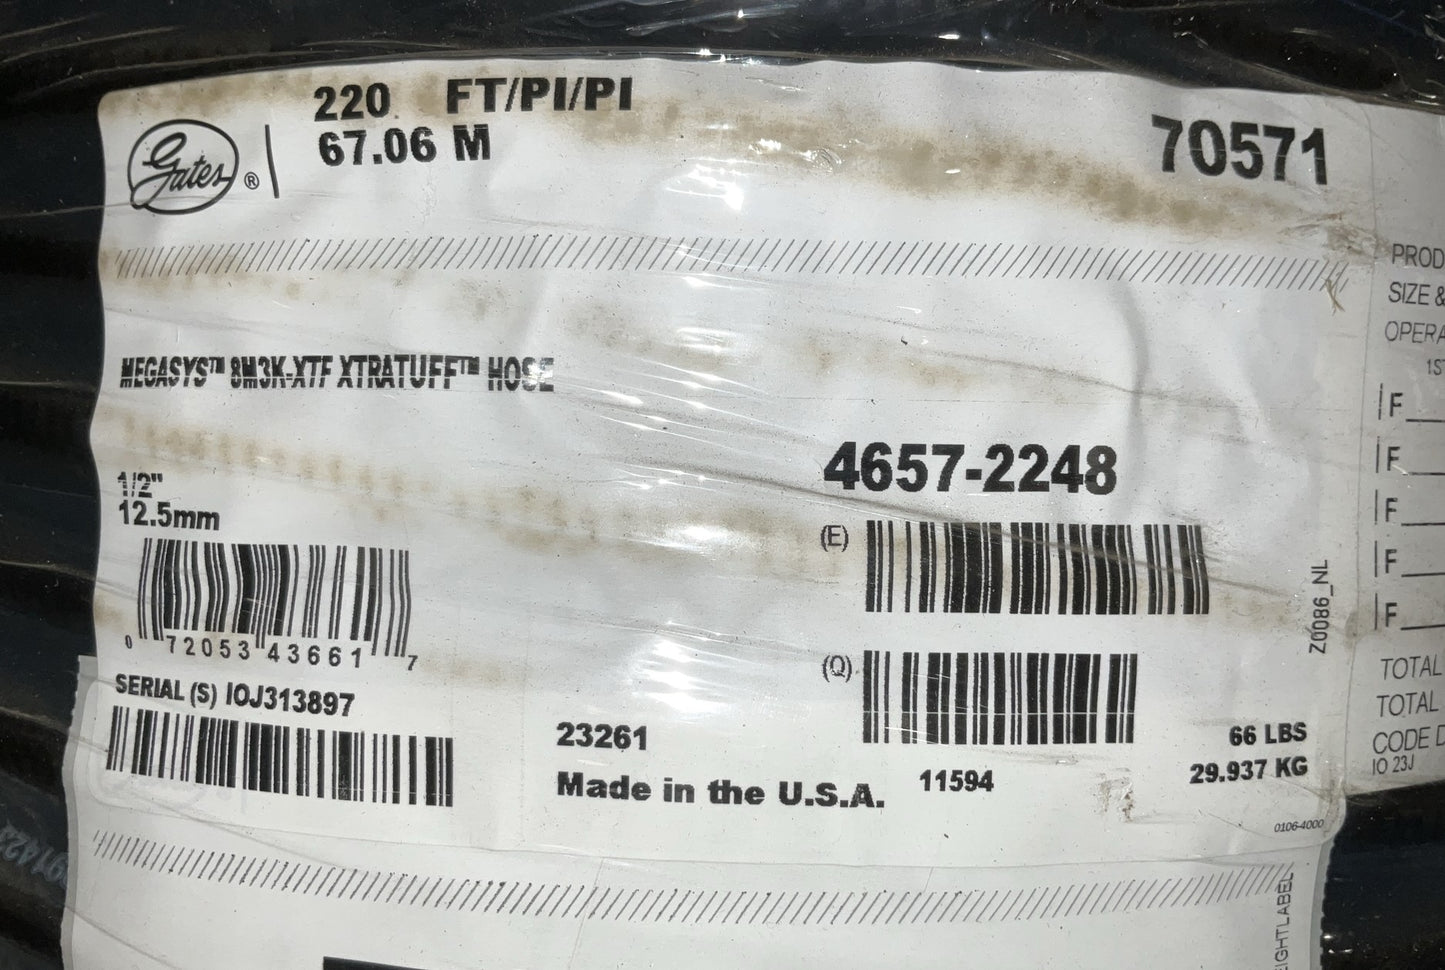 220 FT/PI/PI
67.06 M
Gates ®
70571
MEGASYS™ 8M3K-XTF XTRATUFF™ HOSE
4657-2248
1/2"
12.5mm
(E)
0 72053 43661 7
(Q)
SERIAL (S) IOJ313897
23261
Made in the U.S.A.
11594
66 LBS
29.937 KG
0106-4000
Z0086_NL
PROD
SIZE &
OPERA
1ST
F
F
F
F
F
TOTAL
TOTAL
CODE D
IO 23J
IGHTLABEL